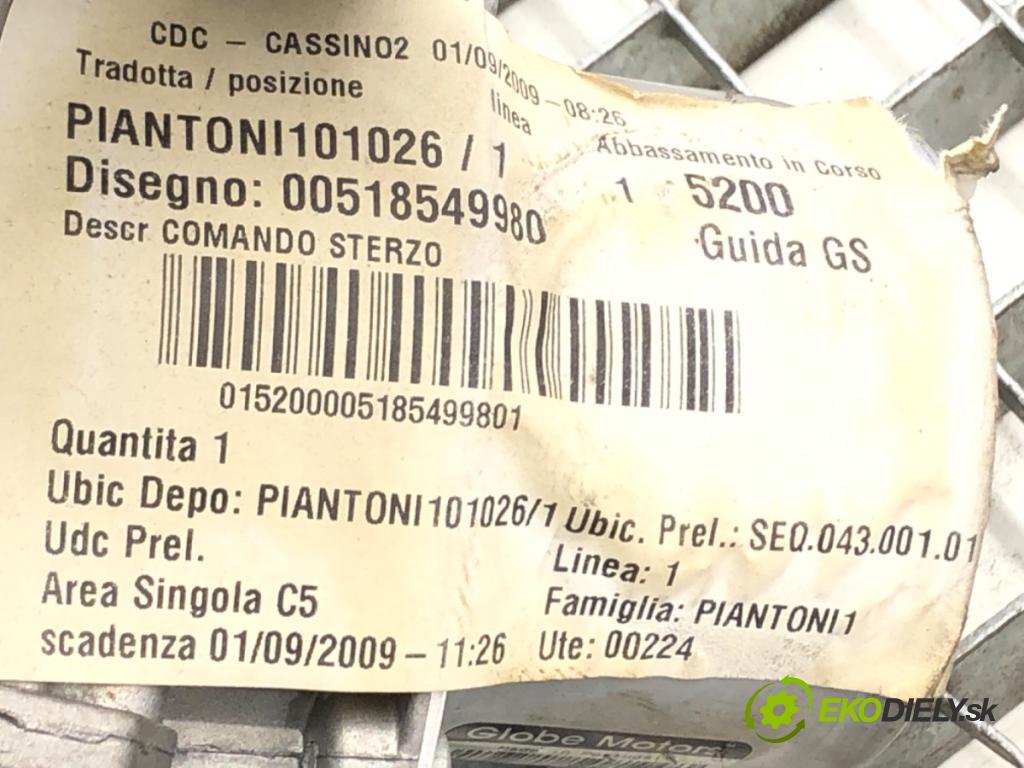 CDC - CASSINO2 01/09/2009-08:26
Tradotta / posizione
linea
Abbassamento in Corso
PIANTONI101026 / 1
1 5200
Disegno: 00518549980
Guida GS
Descr COMANDO STERZO
015200005185499801
Quantita 1
Ubic Depo: PIANTONI101026/1 Ubic. Prel.: SEQ.043.001.01
Udc Prel.
Linea: 1
Area Singola C5
Famiglia: PIANTONI1
scadenza 01/09/2009 - 11:26
Ute: 00224
Globe Motors
EKODIELY.sk